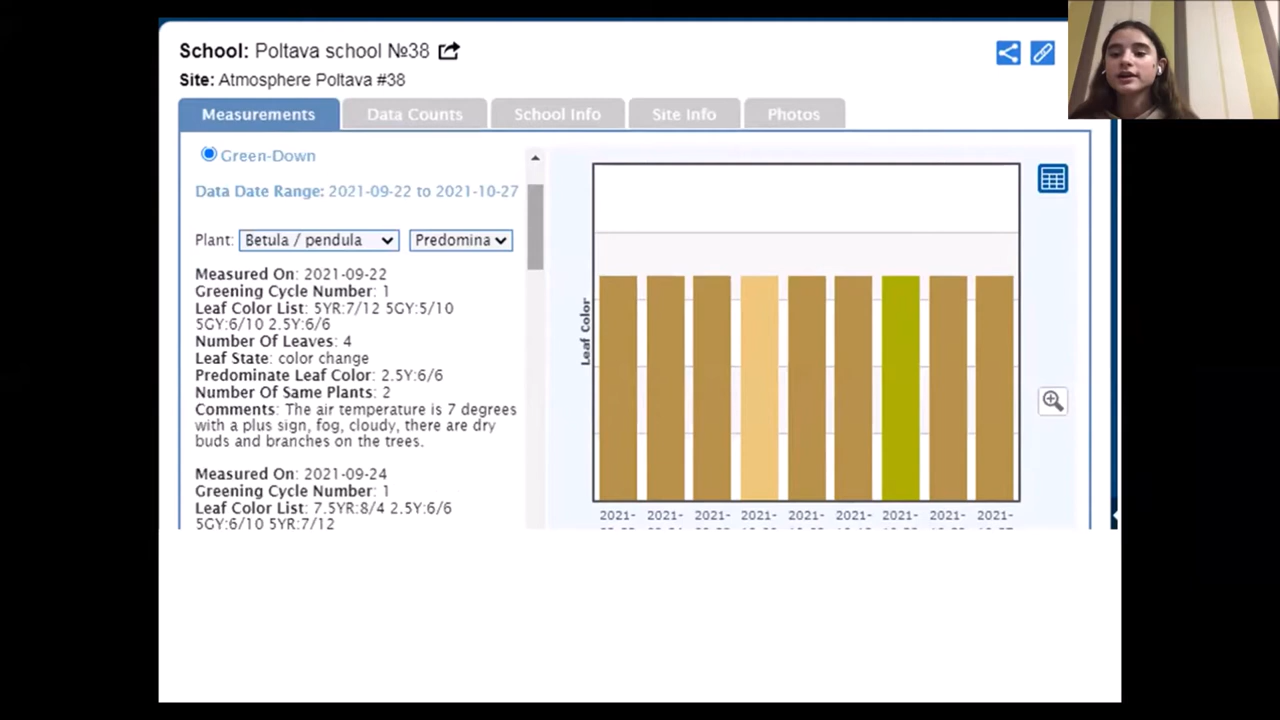 School: Poltava school №38
Site: Atmosphere Poltava #38
Measurements
Data Counts
School Info
Site Info
Photos
Green-Down
Data Date Range: 2021-09-22 to 2021-10-27
Plant: Betula / pendula Predomina
Measured On: 2021-09-22
Greening Cycle Number: 1
Leaf Color List: 5YR:7/12 5GY:5/10
5GY:6/10 2.5Y:6/6
Number Of Leaves: 4
Leaf State: color change
Predominate Leaf Color: 2.5Y:6/6
Number Of Same Plants: 2
Comments: The air temperature is 7 degrees
with a plus sign, fog, cloudy, there are dry
buds and branches on the trees.
Measured On: 2021-09-24
Greening Cycle Number: 1
Leaf Color List: 7.5YR:8/4 2.5Y:6/6
5GY:6/10 5YR:7/12
Leaf Color
2021- 2021- 2021- 2021- 2021- 2021- 2021- 2021- 2021-